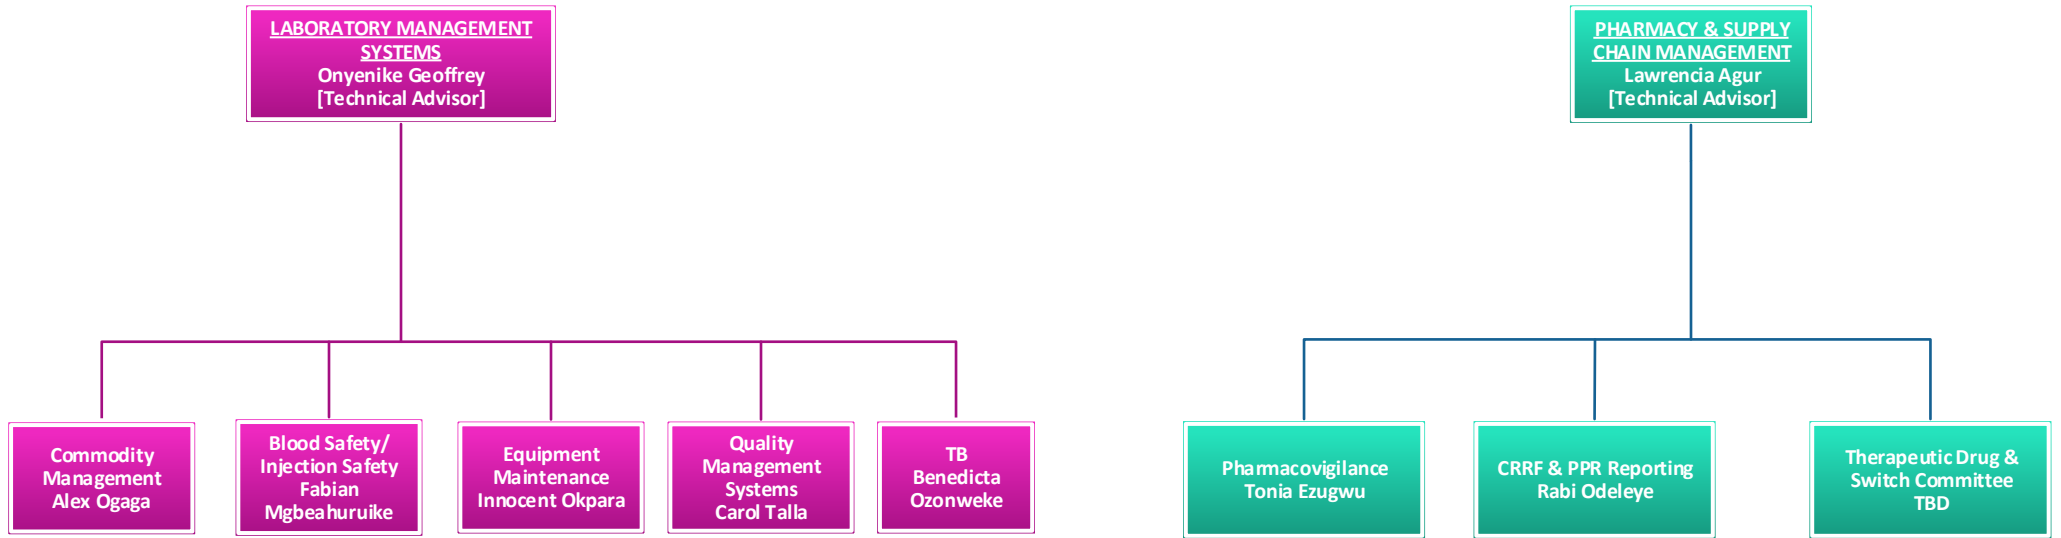 LABORATORY MANAGEMENT
SYSTEMS
Onyenike Geoffrey
[Technical Advisor]
PHARMACY & SUPPLY
CHAIN MANAGEMENT
Lawrencia Agur
[Technical Advisor]
Commodity
Management
Alex Ogaga
Blood Safety/
Injection Safety
Fabian
Mgbeahuruike
Equipment
Maintenance
Innocent Okpara
Quality
Management
Systems
Carol Talla
TB
Benedicta
Ozonweke
Pharmacovigilance
Tonia Ezugwu
CRRF & PPR Reporting
Rabi Odeleye
Therapeutic Drug &
Switch Committee
TBD